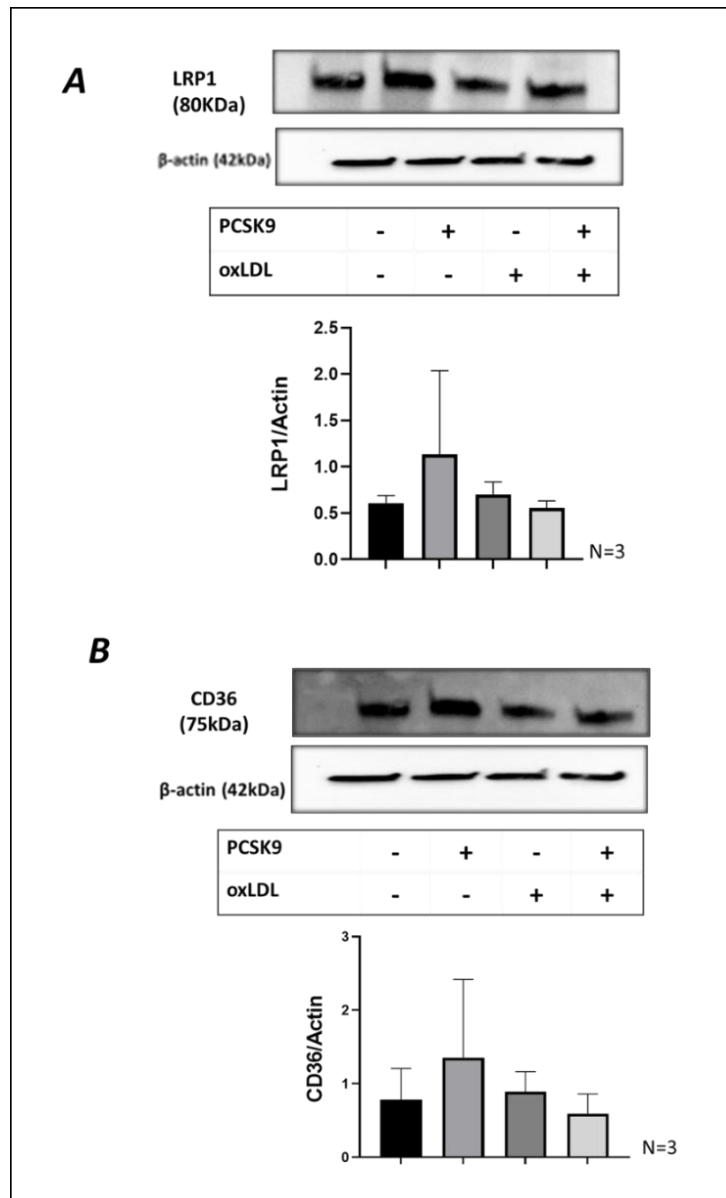 A
LRP1
(80KDa)
β-actin (42kDa)
PCSK9 - + - +
oxLDL - - + +
2.5
2.0
1.5
1.0
0.5
0.0
LRP1/Actin
N=3
B
CD36
(75kDa)
β-actin (42kDa)
PCSK9 - + - +
oxLDL - - + +
3
2
1
0
CD36/Actin
N=3